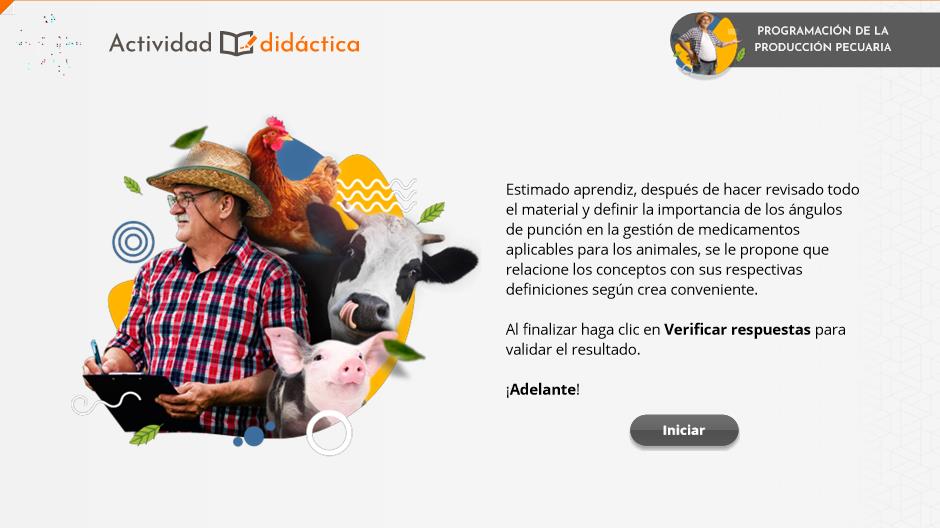 Actividad didáctica
PROGRAMACIÓN DE LA
PRODUCCIÓN PECUARIA
Estimado aprendiz, después de hacer revisado todo
el material y definir la importancia de los ángulos
de punción en la gestión de medicamentos
aplicables para los animales, se le propone que
relacione los conceptos con sus respectivas
definiciones según crea conveniente.
Al finalizar haga clic en Verificar respuestas para
validar el resultado.
¡Adelante!
Iniciar